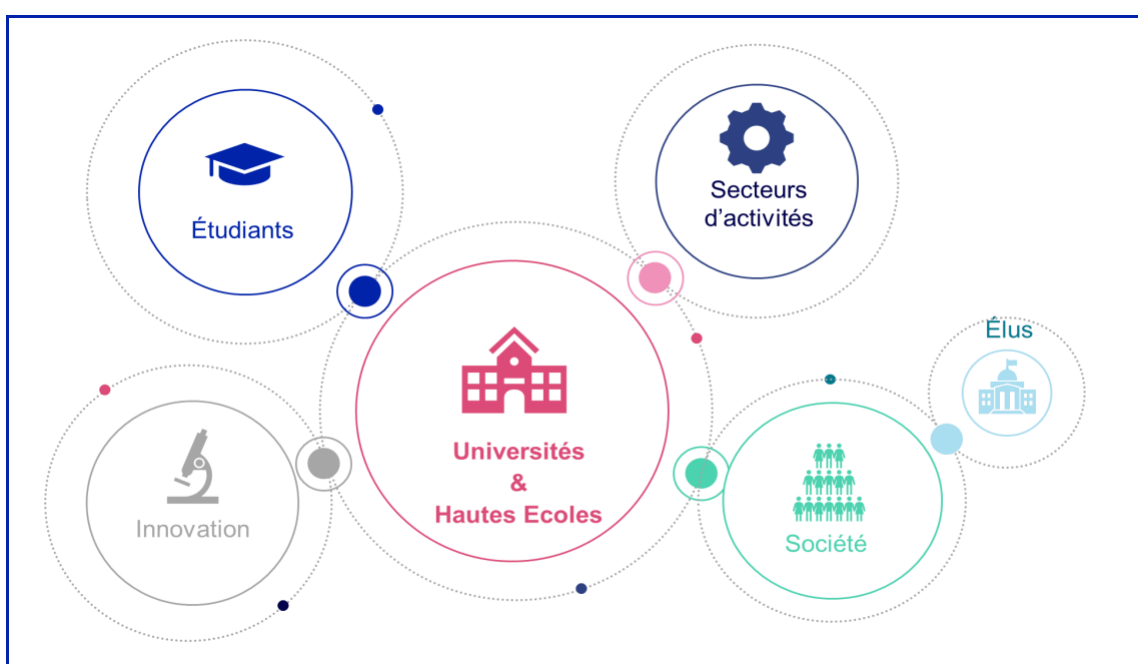 Étudiants
Secteurs
d'activités
Élus
Universités
&
Hautes Ecoles
Innovation
Société